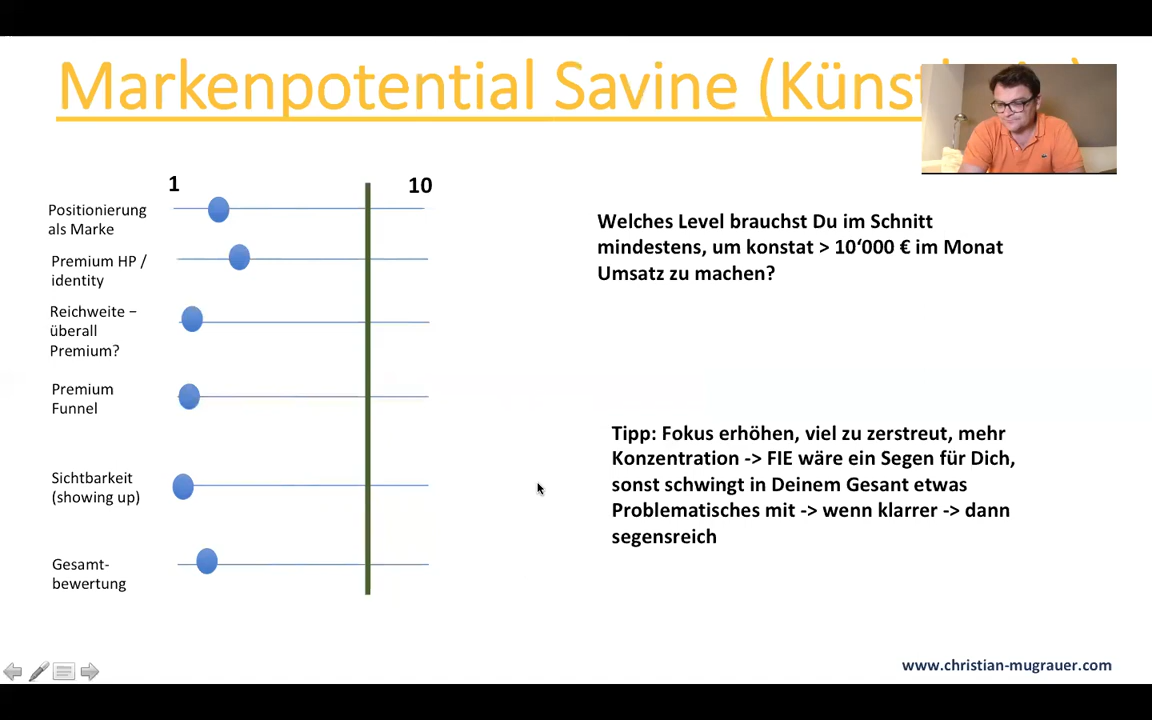 Markenpotential Savine (Künst
1
10
Positionierung
als Marke
Premium HP /
identity
Reichweite –
überall
Premium?
Premium
Funnel
Sichtbarkeit
(showing up)
Gesamt-
bewertung
Welches Level brauchst Du im Schnitt
mindestens, um konstat > 10‘000 € im Monat
Umsatz zu machen?
Tipp: Fokus erhöhen, viel zu zerstreut, mehr
Konzentration -> FIE wäre ein Segen für Dich,
sonst schwingt in Deinem Gesant etwas
Problematisches mit -> wenn klarrer -> dann
segensreich
www.christian-mugrauer.com